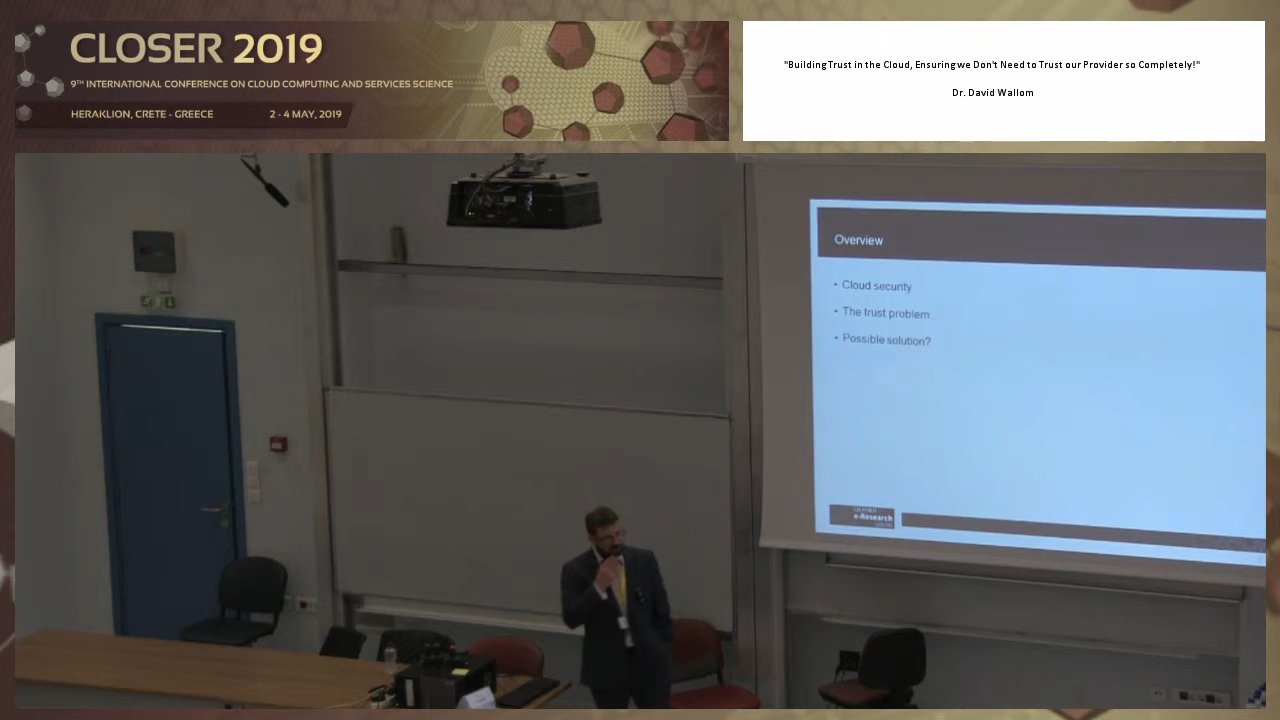 CLOSER 2019
9TH INTERNATIONAL CONFERENCE ON CLOUD COMPUTING AND SERVICES SCIENCE
HERAKLION, CRETE - GREECE 2 - 4 MAY, 2019
"BuildingTrust in the Cloud, Ensuring we Don't Need to Trust our Provider so Completely!"
Dr. David Wallom
Overview
• Cloud security
• The trust problem
• Possible solution?
e-Research